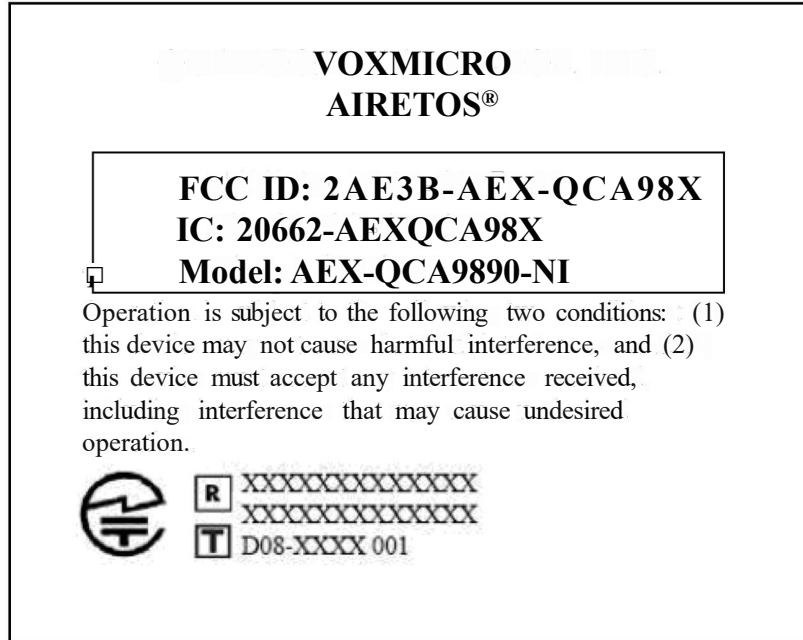 VOXMICRO
AIRETOS®
FCC ID: 2AE3B-AEX-QCA98X
IC: 20662-AEXQCA98X
Model: AEX-QCA9890-NI
Operation is subject to the following two conditions: (1)
this device may not cause harmful interference, and (2)
this device must accept any interference received,
including interference that may cause undesired
operation.
R XXXXXXXXXXXXXX
XXXXXXXXXXXXXX
T D08-XXXX 001